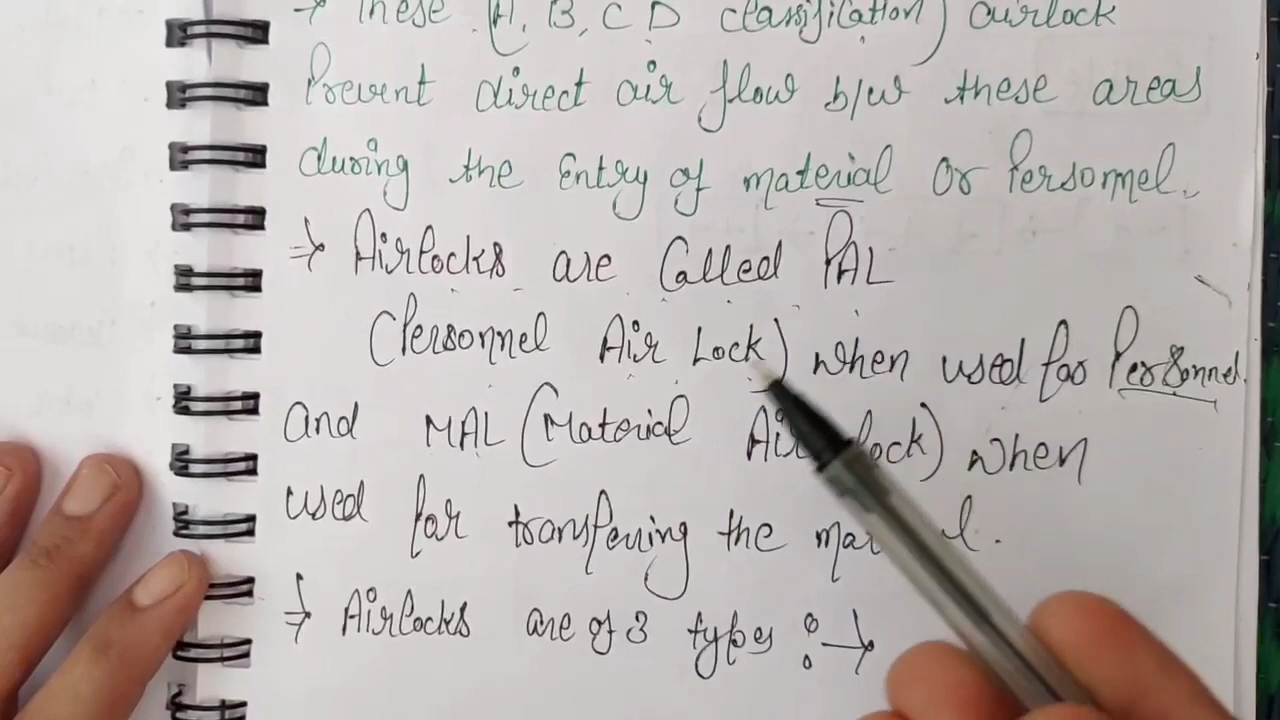 → These (A, B, C D classification) airlock
Prevent direct air flow b/w these areas
during the Entry of material or Personnel.
→ Airlocks are Called PAL
(Personnel Air Lock) when used for Personnel.
and MAL (Material Air Lock) when
used for transferring the material.
→ Airlocks are of 3 types :→